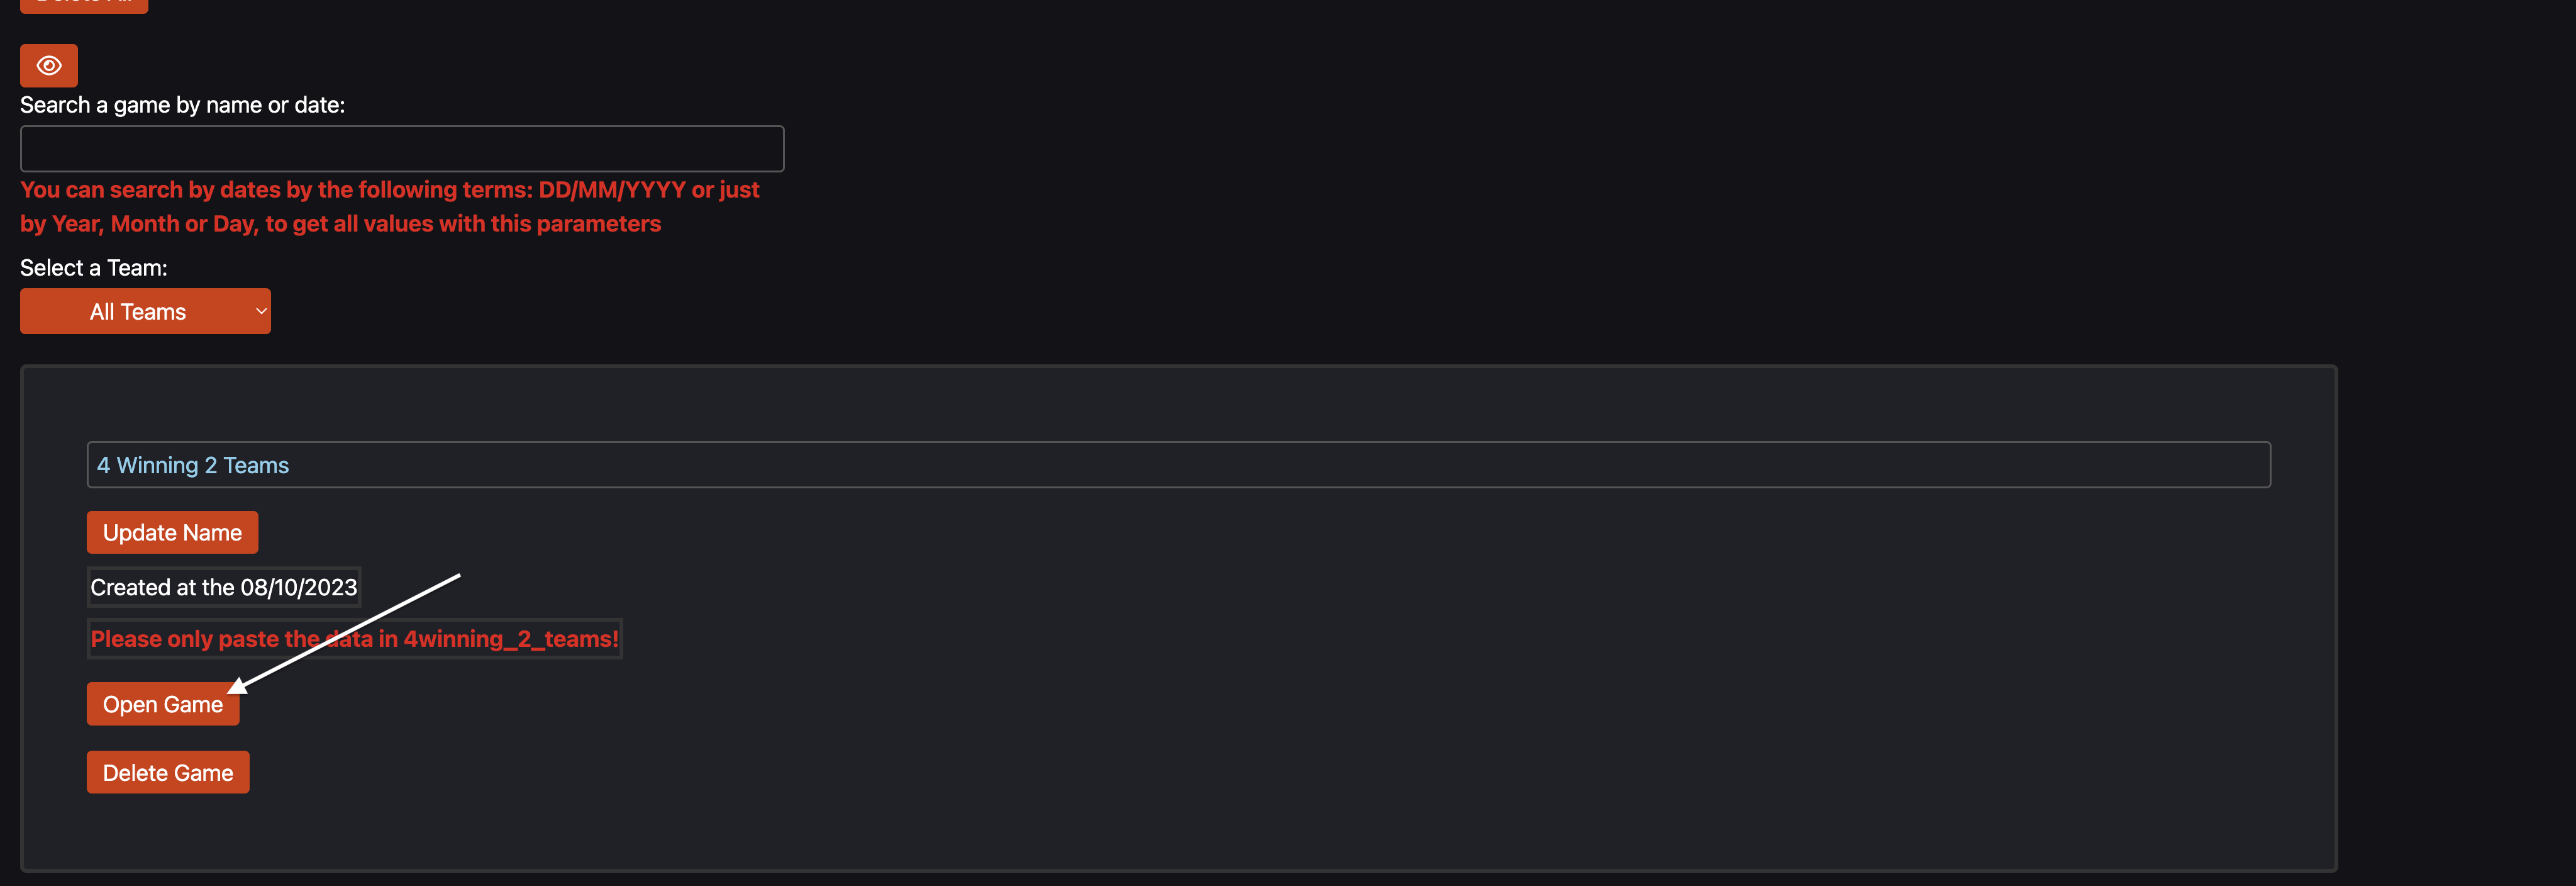 Search a game by name or date:
You can search by dates by the following terms: DD/MM/YYYY or just
by Year, Month or Day, to get all values with this parameters
Select a Team:
All Teams
4 Winning 2 Teams
Update Name
Created at the 08/10/2023
Please only paste the data in 4winning_2_teams!
Open Game
Delete Game